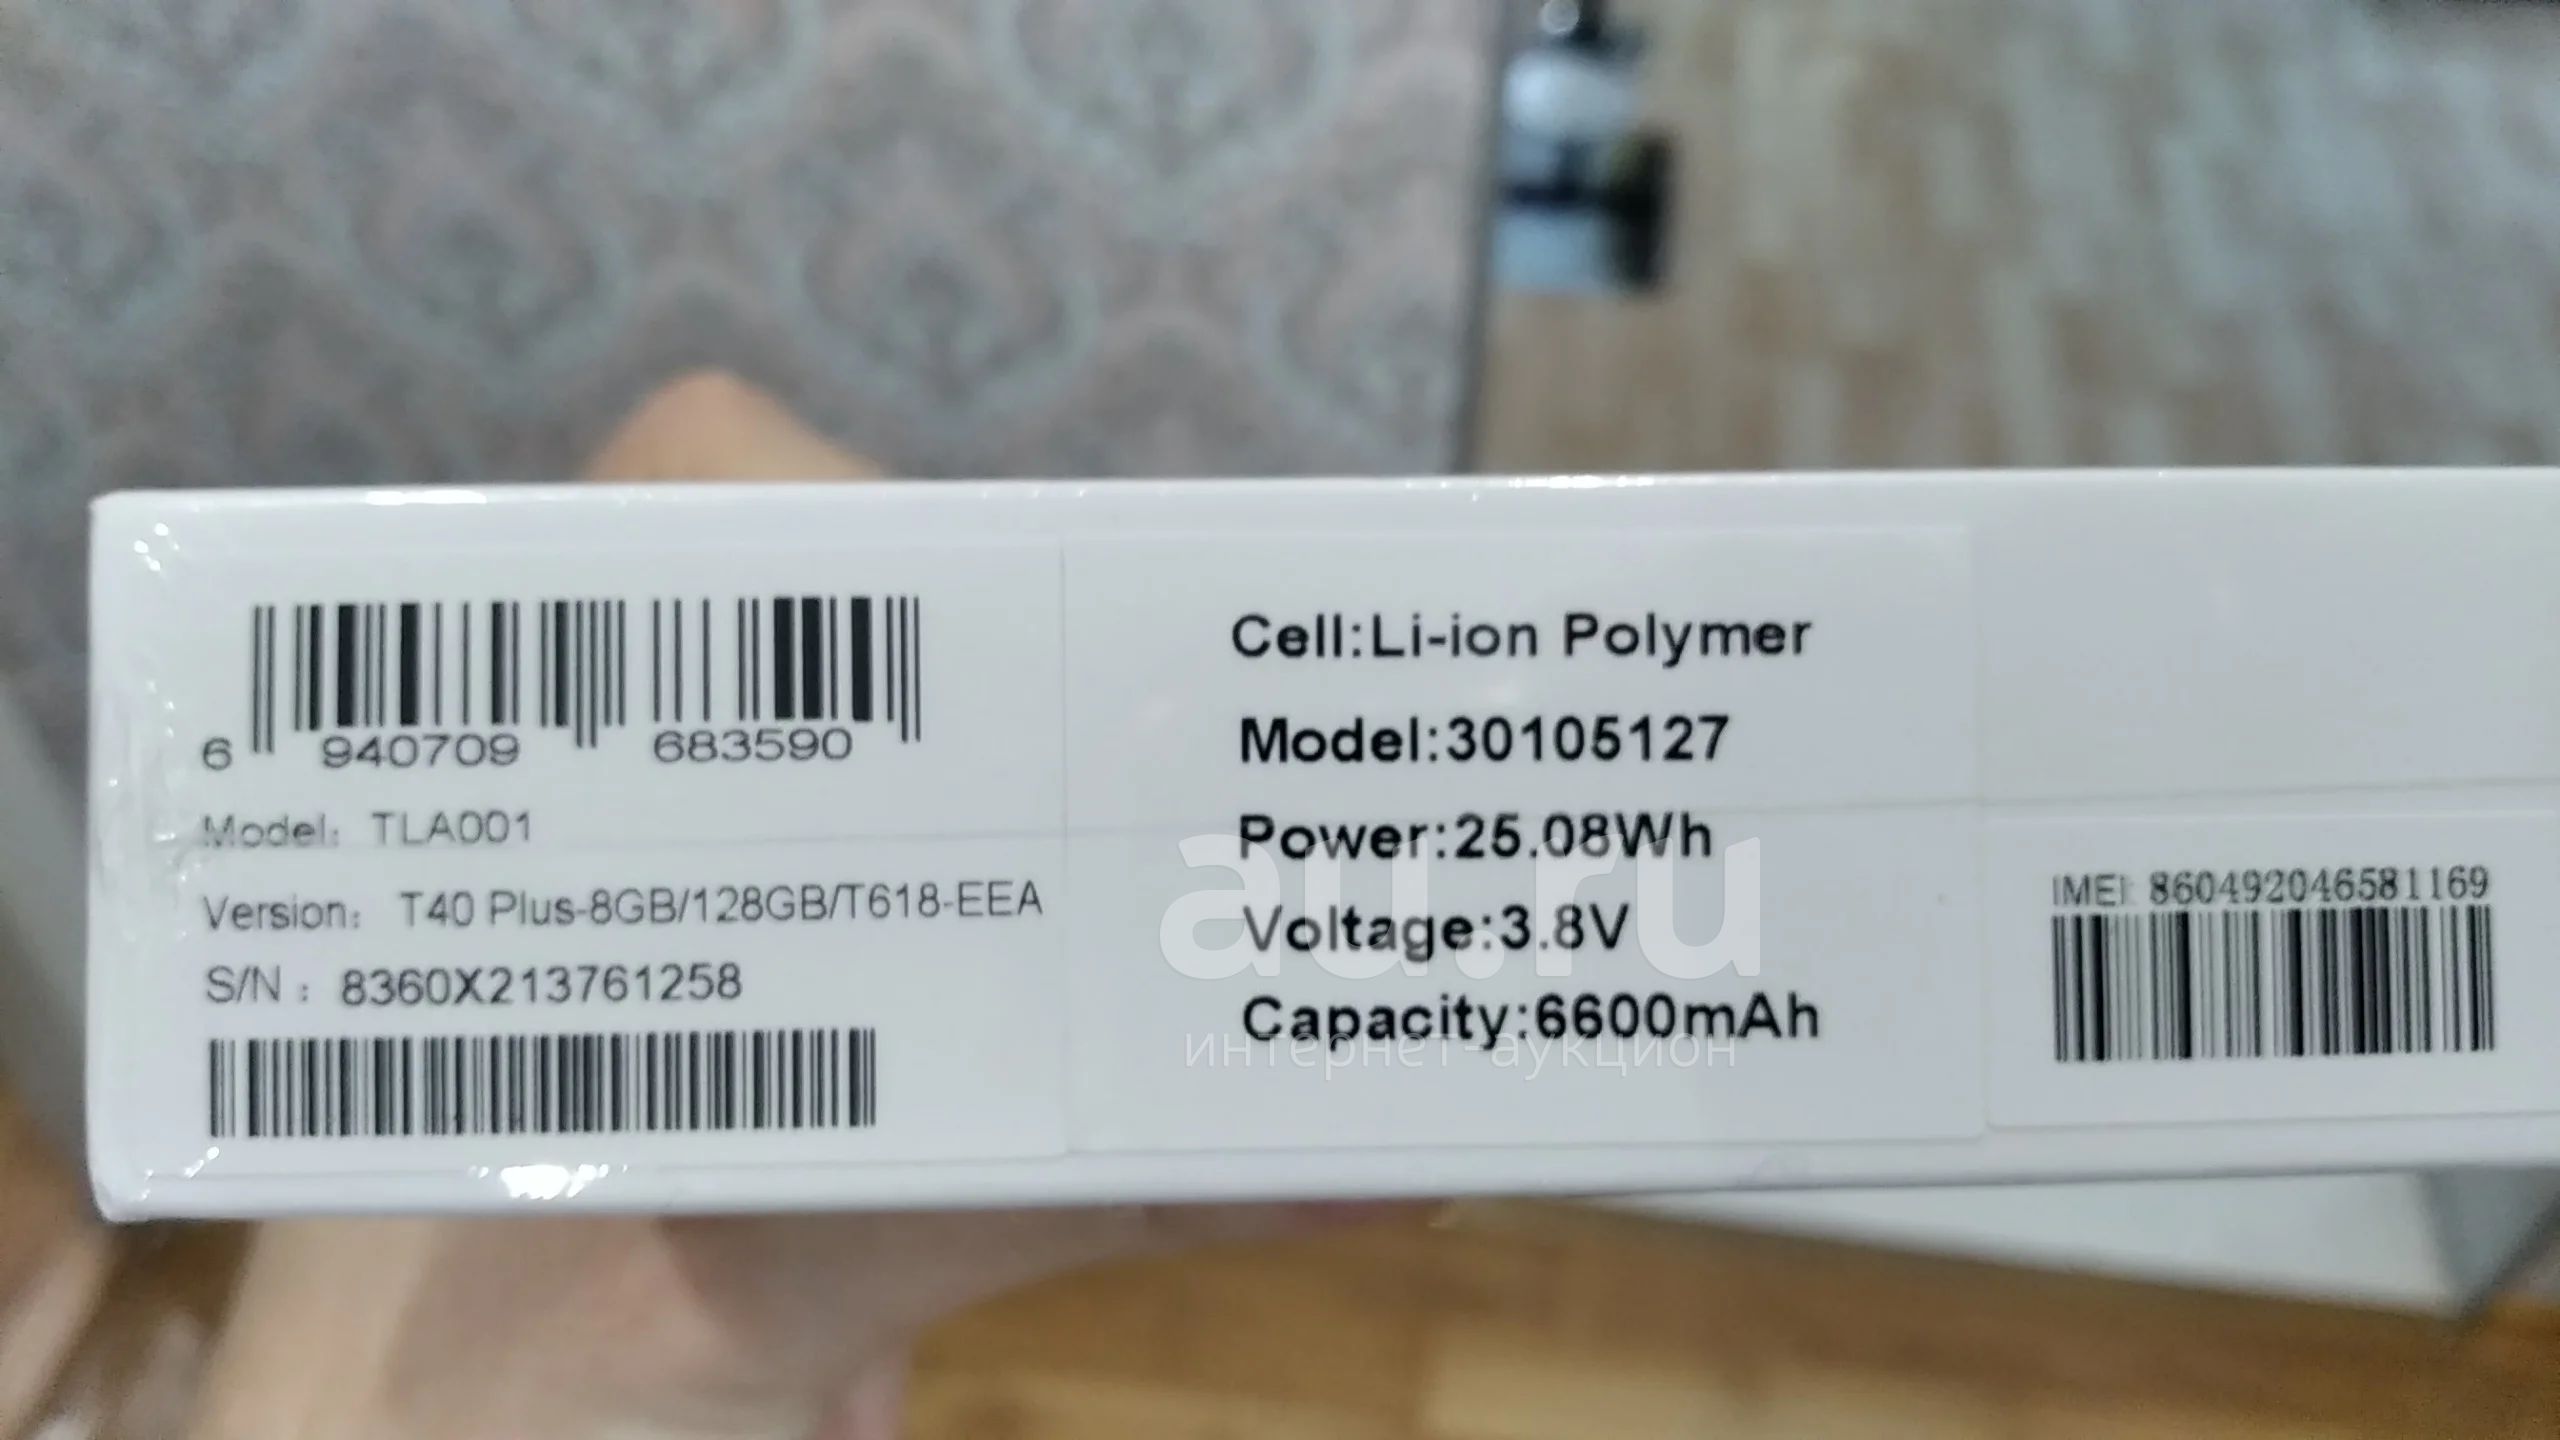 6 940709 683590
Model: TLA001
Version: T40 Plus-8GB/128GB/T618-EEA
S/N : 8360X213761258
Cell:Li-ion Polymer
Model:30105127
Power:25.08Wh
Voltage:3.8V
Capacity:6600mAh
IMEI: 860492046581169
au.ru
интернет-аукцион